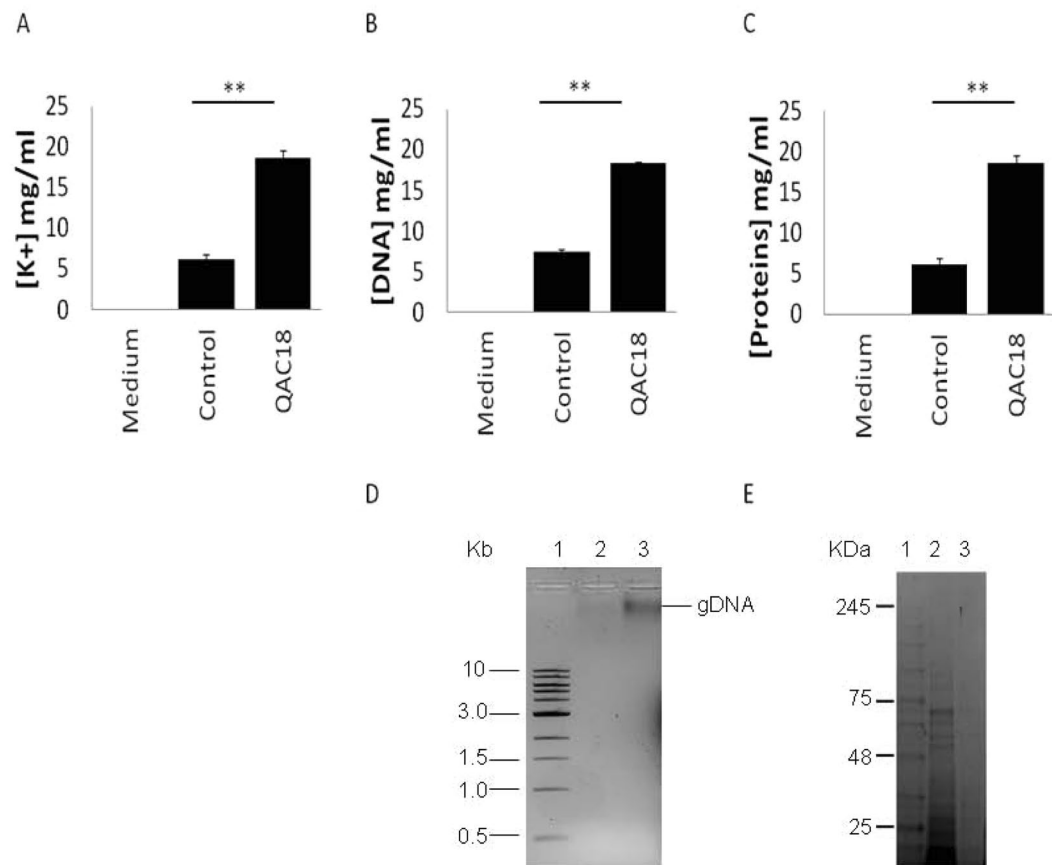 A
**
[K+] mg/ml
25
20
15
10
5
0
Medium
Control
QAC18
B
**
[DNA] mg/ml
25
20
15
10
5
0
Medium
Control
QAC18
C
**
[Proteins] mg/ml
25
20
15
10
5
0
Medium
Control
QAC18
D
Kb 1 2 3
gDNA
10
3.0
1.5
1.0
0.5
E
KDa 1 2 3
245
75
48
25